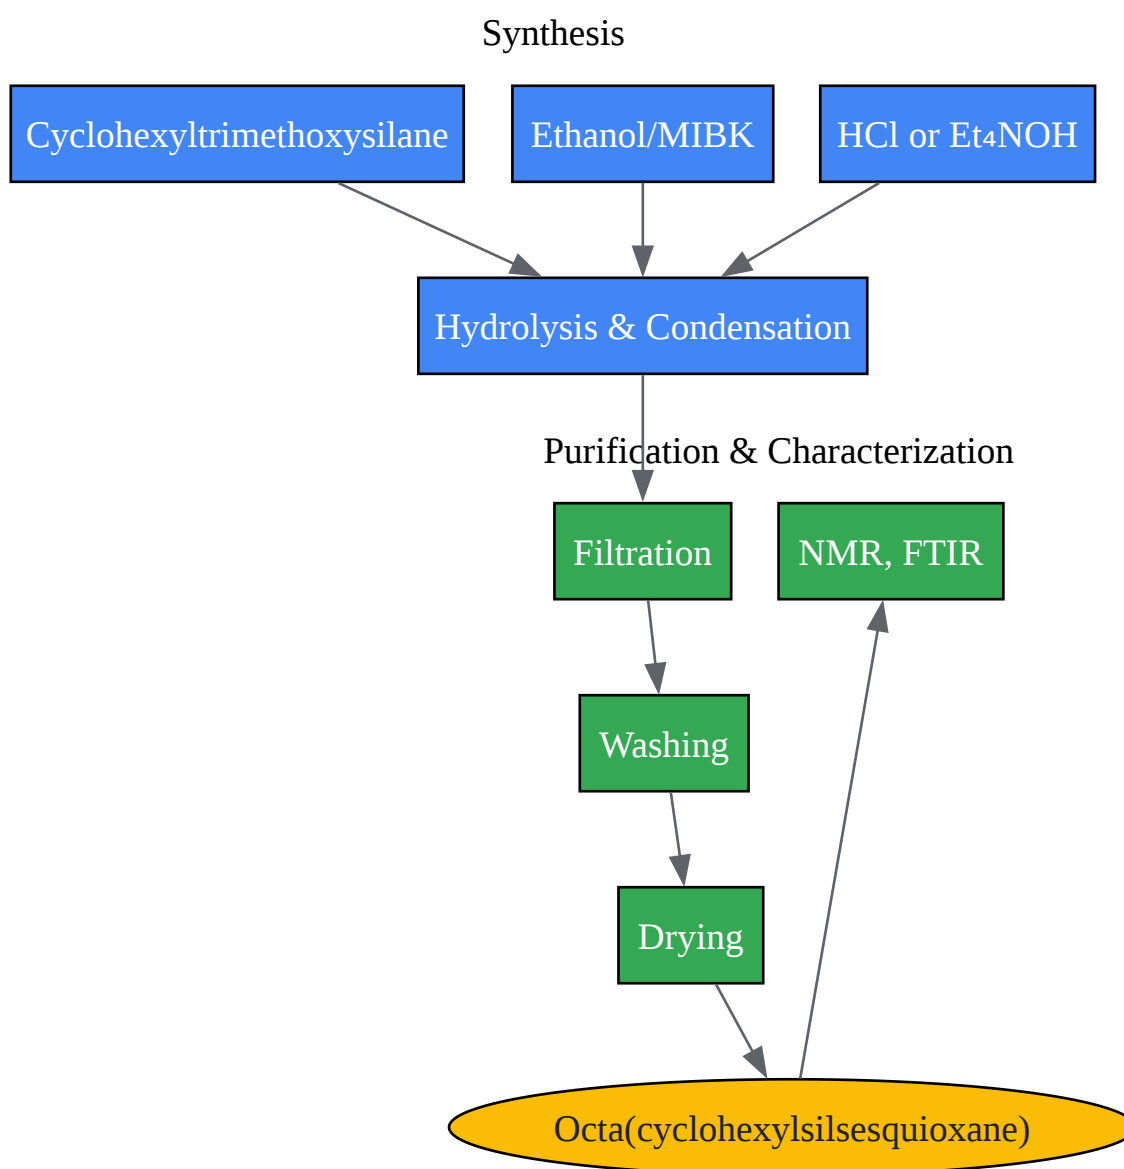 Synthesis
Cyclohexyltrimethoxysilane
Ethanol/MIBK
HCl or Et₄NOH
Hydrolysis & Condensation
Purification & Characterization
Filtration
NMR, FTIR
Washing
Drying
Octa(cyclohexylsilsesquioxane)